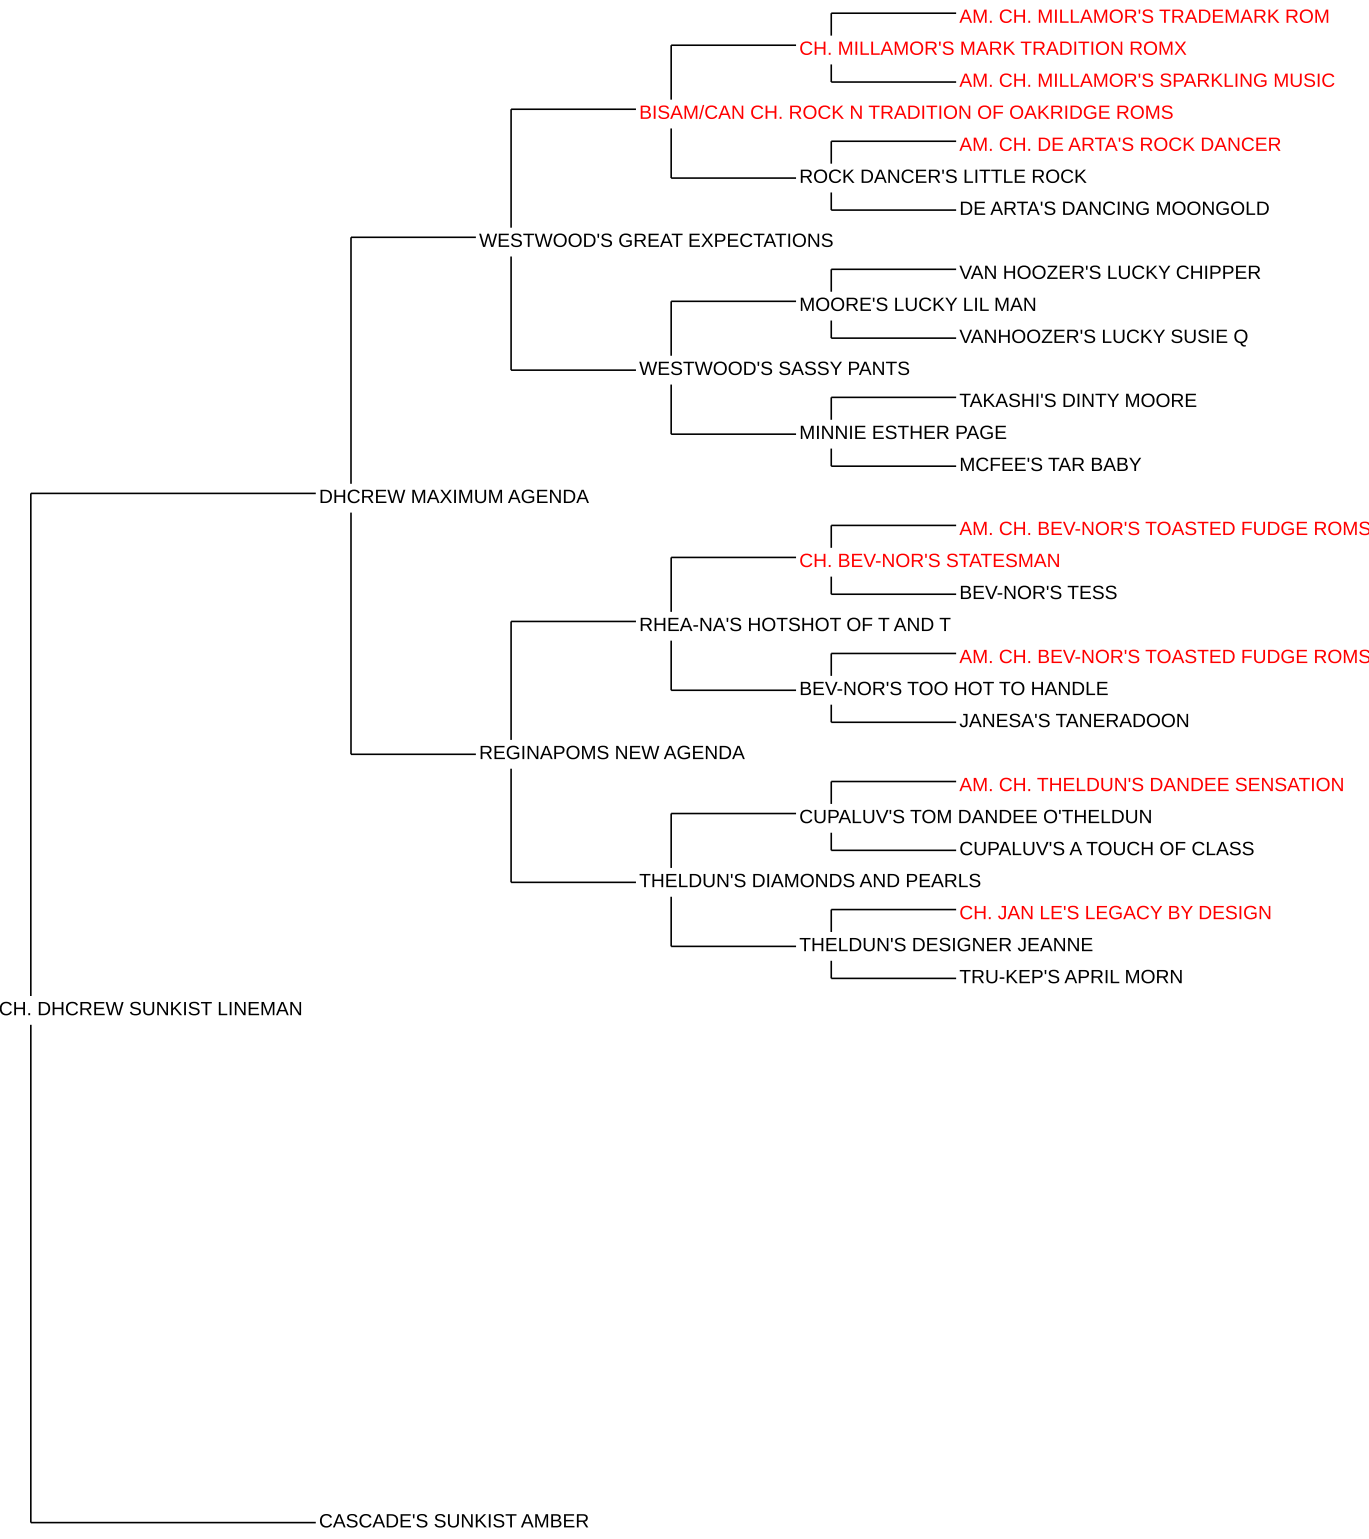 AM. CH. MILLAMOR'S TRADEMARK ROM
CH. MILLAMOR'S MARK TRADITION ROMX
AM. CH. MILLAMOR'S SPARKLING MUSIC
BISAM/CAN CH. ROCK N TRADITION OF OAKRIDGE ROMS
AM. CH. DE ARTA'S ROCK DANCER
ROCK DANCER'S LITTLE ROCK
DE ARTA'S DANCING MOONGOLD
WESTWOOD'S GREAT EXPECTATIONS
VAN HOOZER'S LUCKY CHIPPER
MOORE'S LUCKY LIL MAN
VANHOOZER'S LUCKY SUSIE Q
WESTWOOD'S SASSY PANTS
TAKASHI'S DINTY MOORE
MINNIE ESTHER PAGE
MCFEE'S TAR BABY
DHCREW MAXIMUM AGENDA
AM. CH. BEV-NOR'S TOASTED FUDGE ROMS
CH. BEV-NOR'S STATESMAN
BEV-NOR'S TESS
RHEA-NA'S HOTSHOT OF T AND T
AM. CH. BEV-NOR'S TOASTED FUDGE ROMS
BEV-NOR'S TOO HOT TO HANDLE
JANESA'S TANERADOON
REGINAPOMS NEW AGENDA
AM. CH. THELDUN'S DANDEE SENSATION
CUPALUV'S TOM DANDEE O'THELDUN
CUPALUV'S A TOUCH OF CLASS
THELDUN'S DIAMONDS AND PEARLS
CH. JAN LE'S LEGACY BY DESIGN
THELDUN'S DESIGNER JEANNE
TRU-KEP'S APRIL MORN
CH. DHCREW SUNKIST LINEMAN
CASCADE'S SUNKIST AMBER